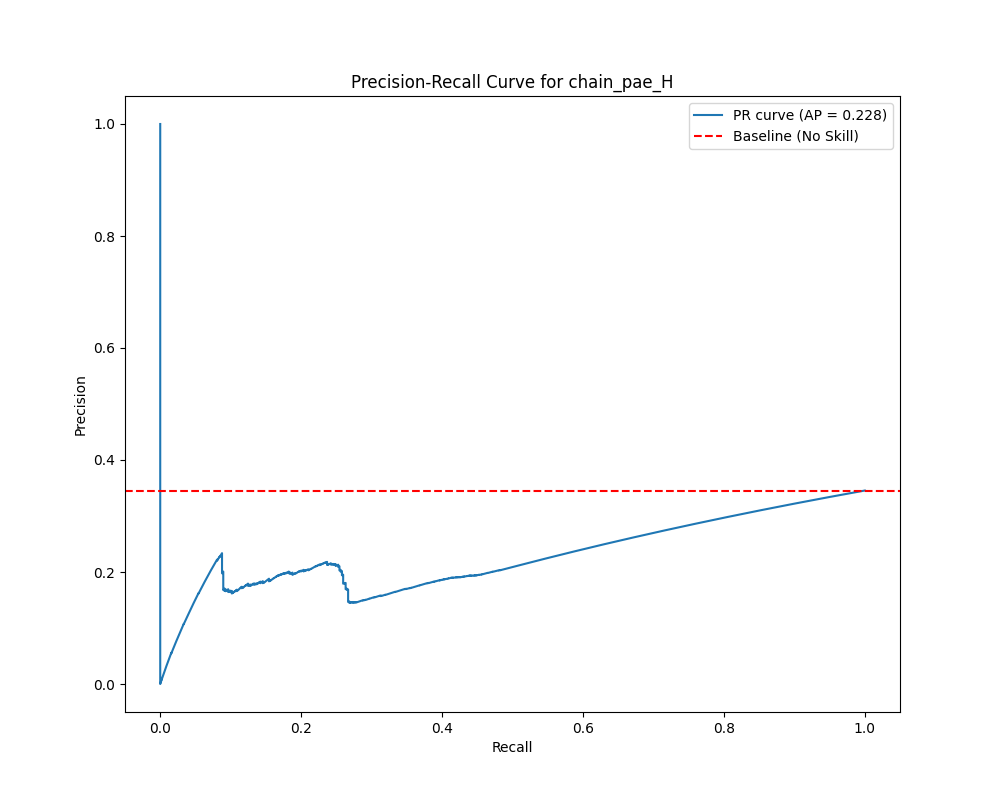 Precision-Recall Curve for chain_pae_H
PR curve (AP = 0.228)
Baseline (No Skill)
1.0
0.8
0.6
0.4
0.2
0.0
Precision
0.0 0.2 0.4 0.6 0.8 1.0
Recall